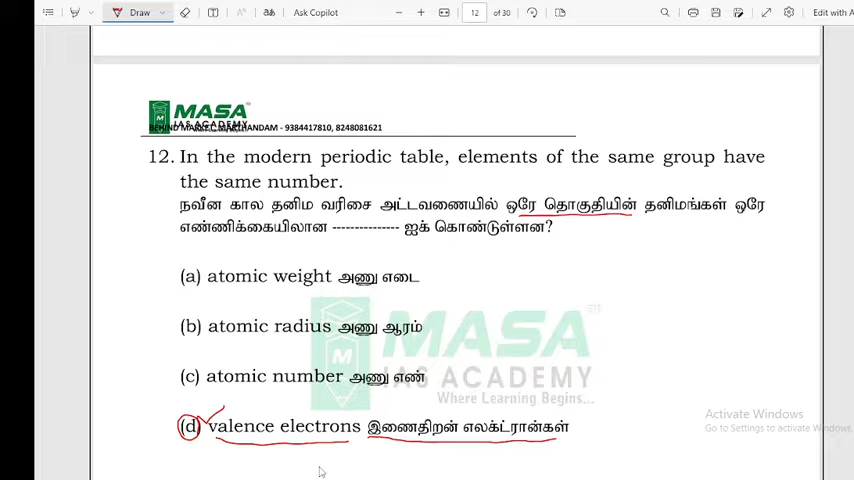 Draw
Ask Copilot
12 of 30
Edit with A
MASA
IAS ACADEMY
BEHIND MARKET, MARTHANDAM - 9384417810, 8248081621
12. In the modern periodic table, elements of the same group have
the same number.
நவீன கால தனிம வரிசை அட்டவணையில் ஒரே தொகுதியின் தனிமங்கள் ஒரே
எண்ணிக்கையிலான --------------- ஐக் கொண்டுள்ளன?
(a) atomic weight அணு எடை
(b) atomic radius அணு ஆரம்
(c) atomic number அணு எண்
(d) valence electrons இணைதிறன் எலக்ட்ரான்கள்
MASA
IAS ACADEMY
Where Learning Begins...
Activate Windows
Go to Settings to activate Windows.